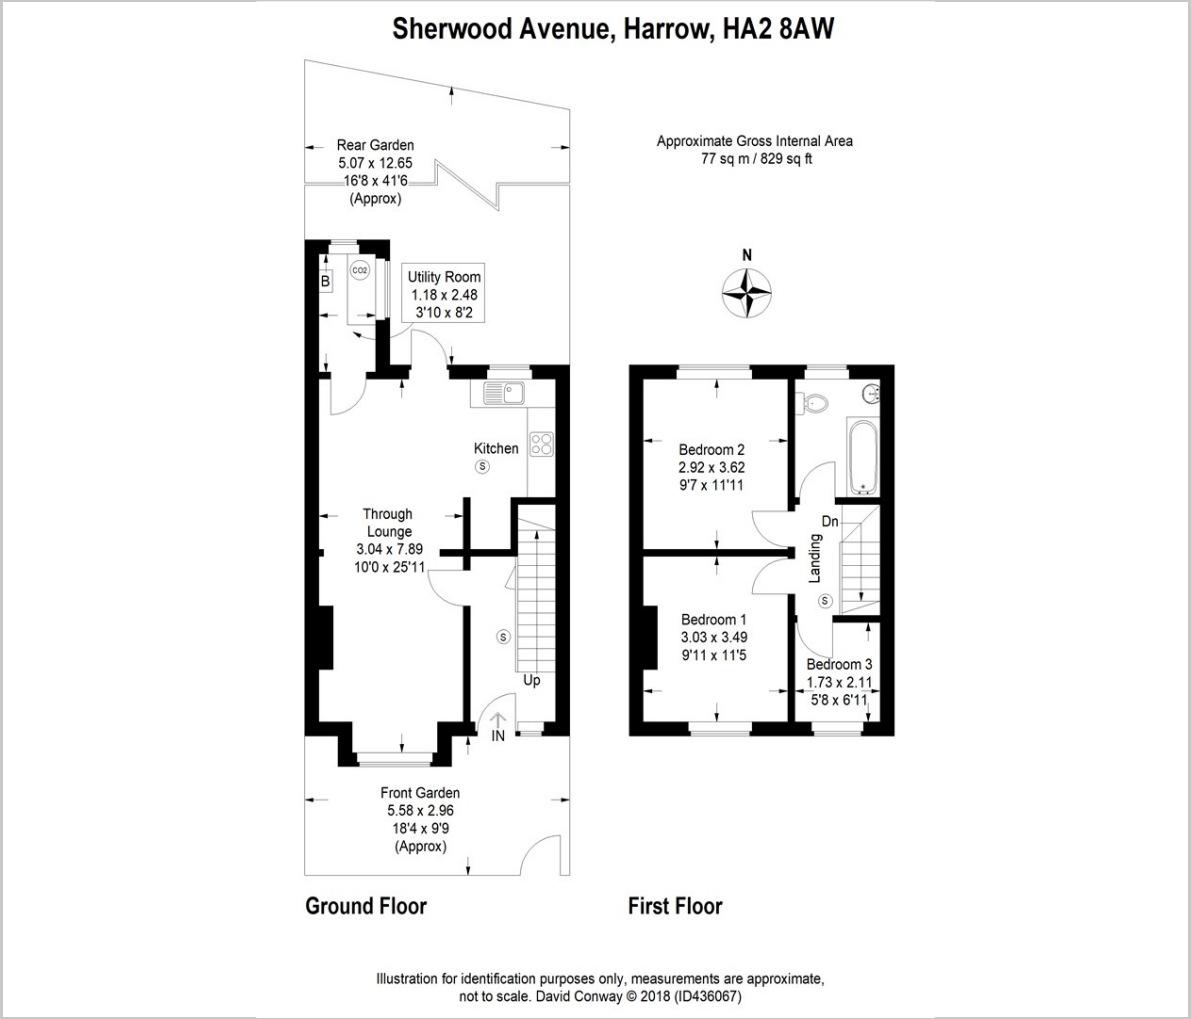 Sherwood Avenue, Harrow, HA2 8AW
Approximate Gross Internal Area
77 sq m / 829 sq ft
Rear Garden
5.07 x 12.65
16'8 x 41'6
(Approx)
N
B
CO2
Utility Room
1.18 x 2.48
3'10 x 8'2
Kitchen
S
Through
Lounge
3.04 x 7.89
10'0 x 25'11
S
Up
IN
Front Garden
5.58 x 2.96
18'4 x 9'9
(Approx)
Ground Floor
Bedroom 2
2.92 x 3.62
9'7 x 11'11
Dn
Landing
S
Bedroom 1
3.03 x 3.49
9'11 x 11'5
Bedroom 3
1.73 x 2.11
5'8 x 6'11
First Floor
Illustration for identification purposes only, measurements are approximate,
not to scale. David Conway © 2018 (ID436067)